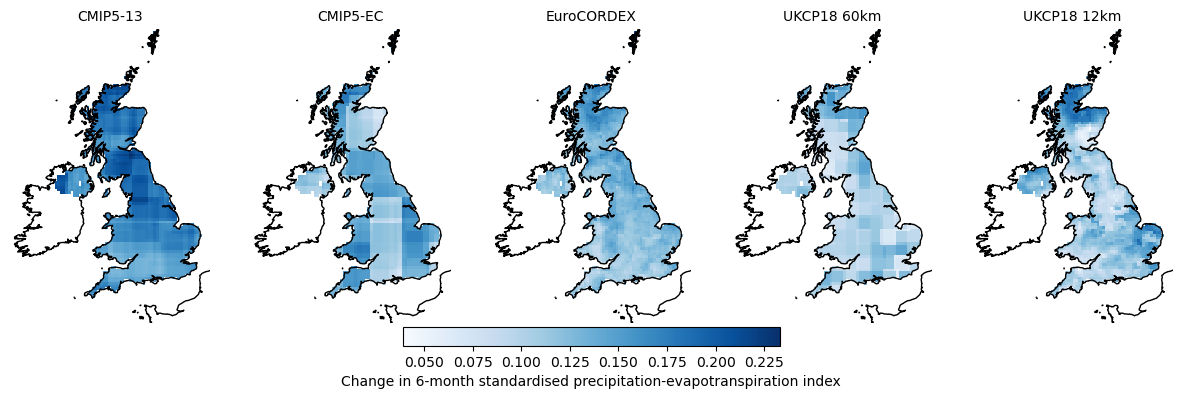 CMIP5-13 CMIP5-EC EuroCORDEX UKCP18 60km UKCP18 12km
0.050 0.075 0.100 0.125 0.150 0.175 0.200 0.225
Change in 6-month standardised precipitation-evapotranspiration index